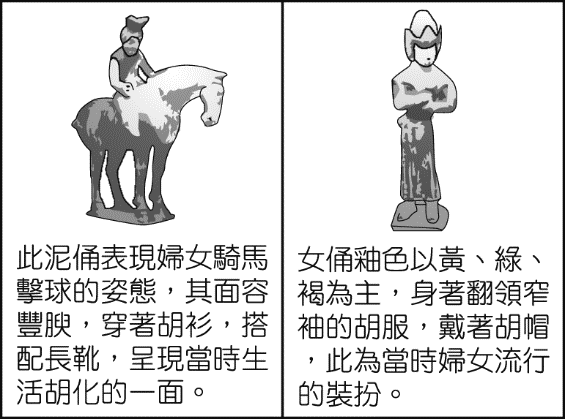 此泥俑表現婦女騎馬
擊球的姿態，其面容
豐腴，穿著胡衫，搭
配長靴，呈現當時生
活胡化的一面。
女俑釉色以黃、綠、
褐為主，身著翻領窄
袖的胡服，戴著胡帽
，此為當時婦女流行
的裝扮。